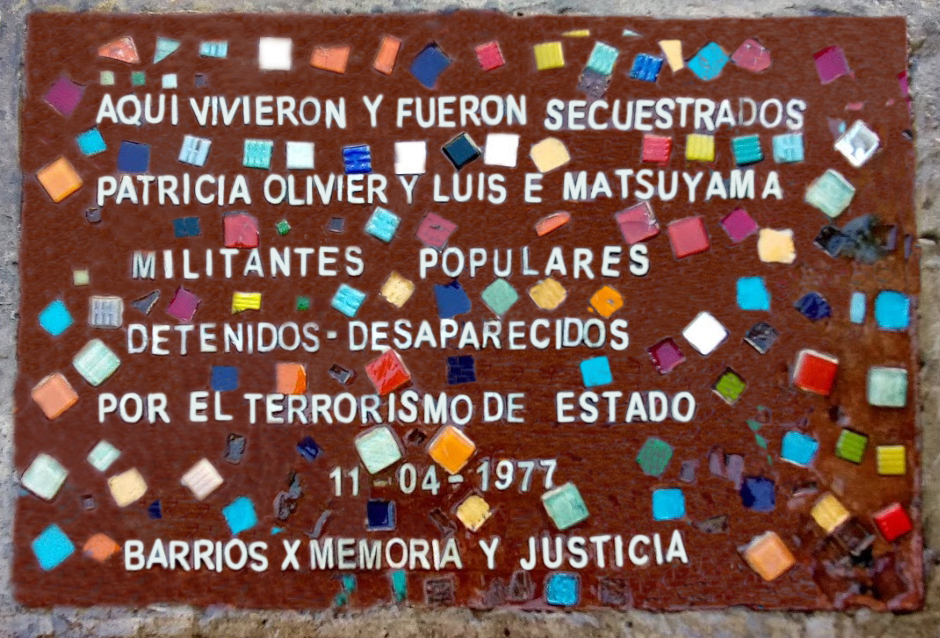 AQUI VIVIERON Y FUERON SECUESTRADOS
PATRICIA OLIVIER Y LUIS E MATSUYAMA
MILITANTES POPULARES
DETENIDOS - DESAPARECIDOS
POR EL TERRORISMO DE ESTADO
11 - 04 - 1977
BARRIOS X MEMORIA Y JUSTICIA